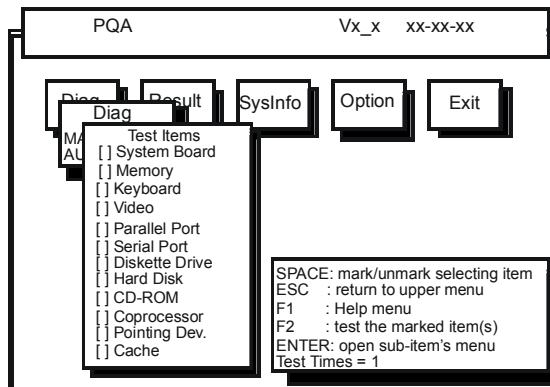 PQA Vx_x xx-xx-xx
Diag Result SysInfo Option Exit
Diag
MA
AU
Test Items
[ ] System Board
[ ] Memory
[ ] Keyboard
[ ] Video
[ ] Parallel Port
[ ] Serial Port
[ ] Diskette Drive
[ ] Hard Disk
[ ] CD-ROM
[ ] Coprocessor
[ ] Pointing Dev.
[ ] Cache
SPACE: mark/unmark selecting item
ESC : return to upper menu
F1 : Help menu
F2 : test the marked item(s)
ENTER: open sub-item's menu
Test Times = 1